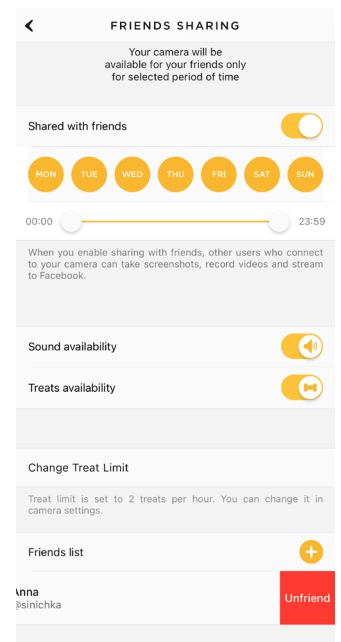 FRIENDS SHARING
Your camera will be
available for your friends only
for selected period of time
Shared with friends
MON TUE WED THU FRI SAT SUN
00:00 23:59
When you enable sharing with friends, other users who connect
to your camera can take screenshots, record videos and stream
to Facebook.
Sound availability
Treats availability
Change Treat Limit
Treat limit is set to 2 treats per hour. You can change it in
camera settings.
Friends list
Anna
@sinichka
Unfriend